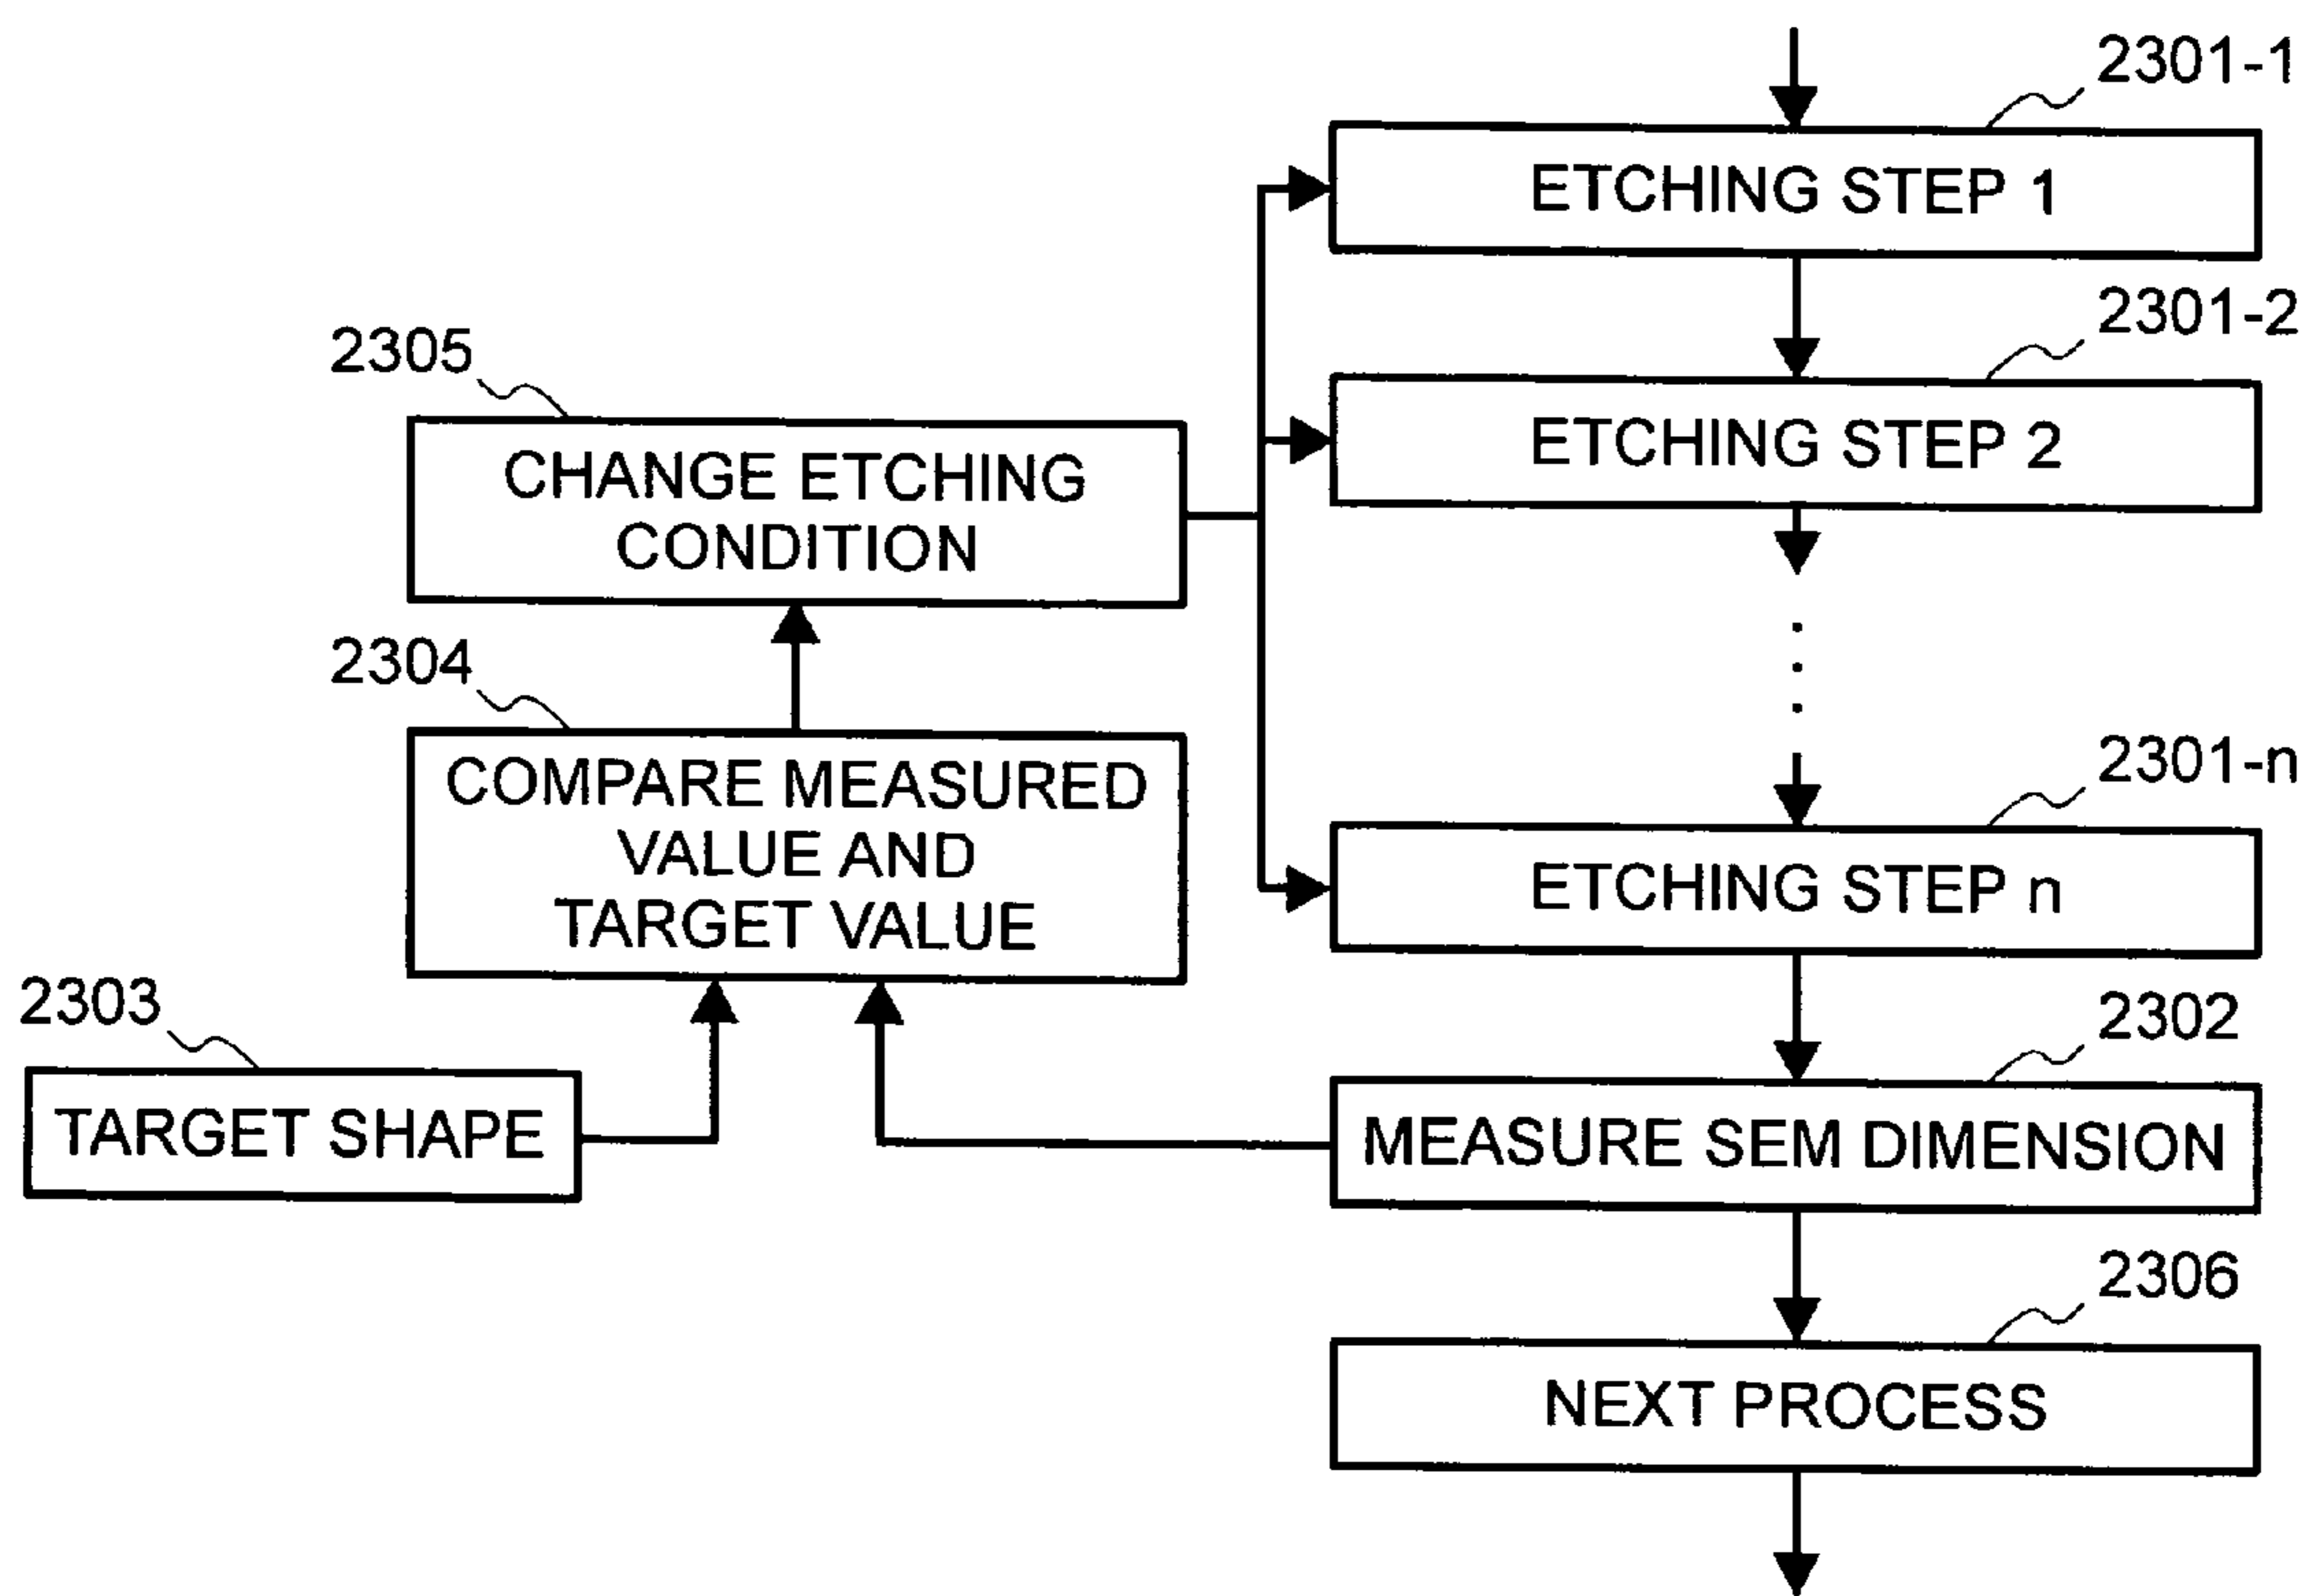 2301-1
ETCHING STEP 1
2301-2
ETCHING STEP 2
2305
CHANGE ETCHING
CONDITION
2304
COMPARE MEASURED
VALUE AND
TARGET VALUE
2301-n
ETCHING STEP n
2303
TARGET SHAPE
2302
MEASURE SEM DIMENSION
2306
NEXT PROCESS